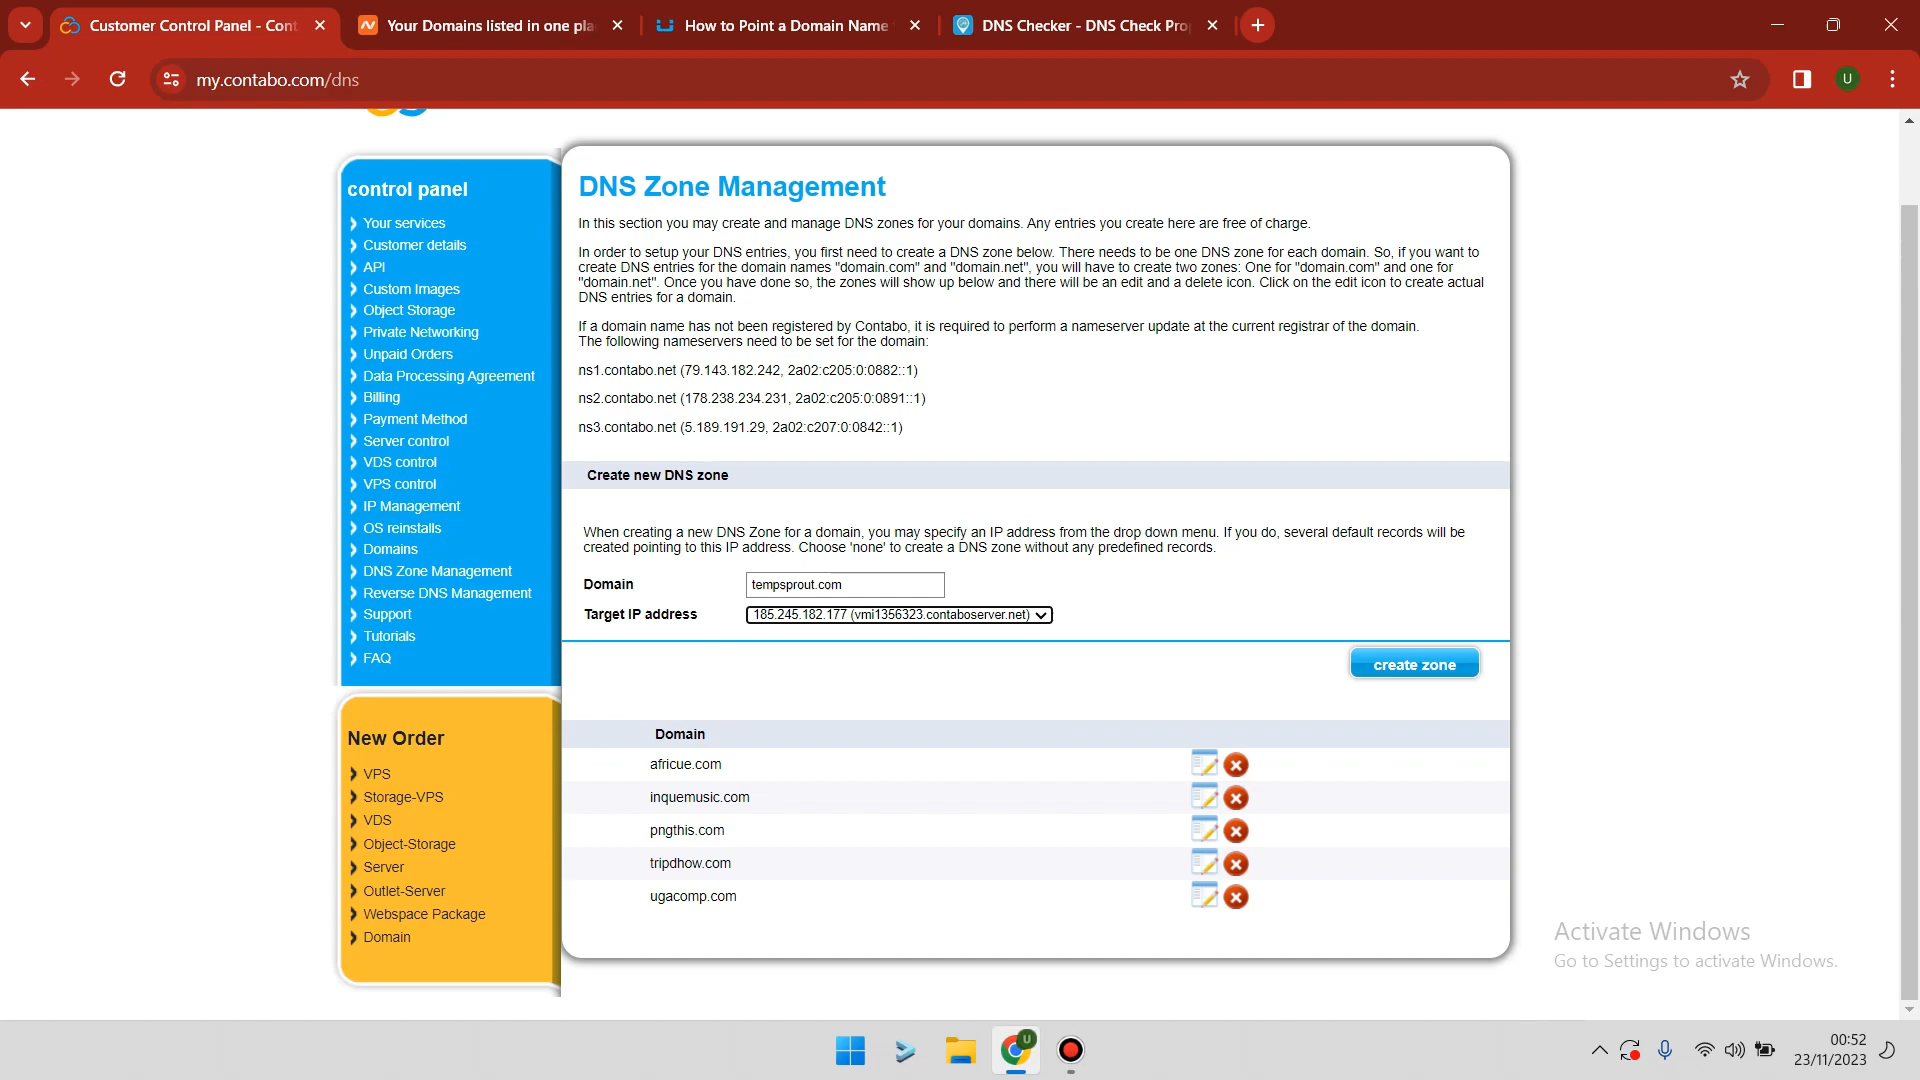 Customer Control Panel - Cont
Your Domains listed in one pla
How to Point a Domain Name
DNS Checker - DNS Check Pro
my.contabo.com/dns
U
control panel
Your services
Customer details
API
Custom Images
Object Storage
Private Networking
Unpaid Orders
Data Processing Agreement
Billing
Payment Method
Server control
VDS control
VPS control
IP Management
OS reinstalls
Domains
DNS Zone Management
Reverse DNS Management
Support
Tutorials
FAQ
New Order
VPS
Storage-VPS
VDS
Object-Storage
Server
Outlet-Server
Webspace Package
Domain
DNS Zone Management
In this section you may create and manage DNS zones for your domains. Any entries you create here are free of charge.
In order to setup your DNS entries, you first need to create a DNS zone below. There needs to be one DNS zone for each domain. So, if you want to
create DNS entries for the domain names "domain.com" and "domain.net", you will have to create two zones: One for "domain.com" and one for
"domain.net". Once you have done so, the zones will show up below and there will be an edit and a delete icon. Click on the edit icon to create actual
DNS entries for a domain.
If a domain name has not been registered by Contabo, it is required to perform a nameserver update at the current registrar of the domain.
The following nameservers need to be set for the domain:
ns1.contabo.net (79.143.182.242, 2a02:c205:0:0882::1)
ns2.contabo.net (178.238.234.231, 2a02:c205:0:0891::1)
ns3.contabo.net (5.189.191.29, 2a02:c207:0:0842::1)
Create new DNS zone
When creating a new DNS Zone for a domain, you may specify an IP address from the drop down menu. If you do, several default records will be
created pointing to this IP address. Choose 'none' to create a DNS zone without any predefined records.
Domain tempsprout.com
Target IP address 185.245.182.177 (vmi1356323.contaboserver.net)
create zone
Domain
africue.com
inquemusic.com
pngthis.com
tripdhow.com
ugacomp.com
Activate Windows
Go to Settings to activate Windows.
U
00:52
23/11/2023